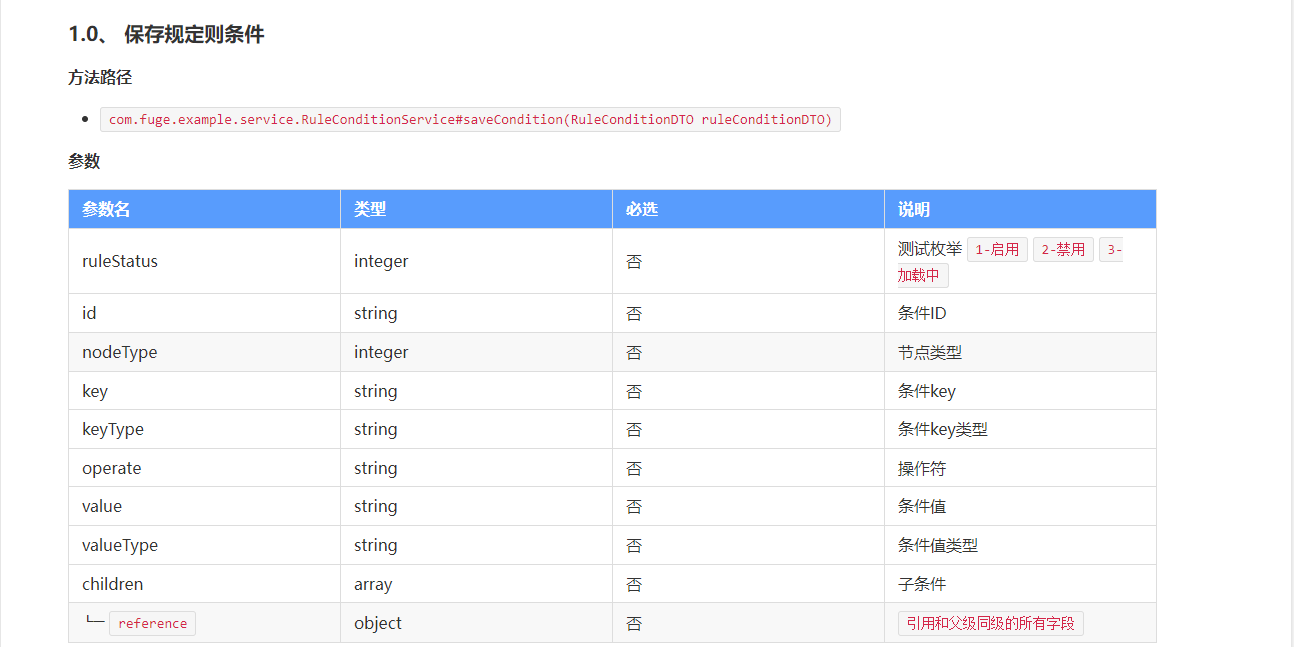 1.0、 保存规定则条件
方法路径
com.fuge.example.service.RuleConditionService#saveCondition(RuleConditionDTO ruleConditionDTO)
参数
参数名 类型 必选 说明
ruleStatus integer 否 测试枚举 1-启用 2-禁用 3-
加载中
id string 否 条件ID
nodeType integer 否 节点类型
key string 否 条件key
keyType string 否 条件key类型
operate string 否 操作符
value string 否 条件值
valueType string 否 条件值类型
children array 否 子条件
└─ reference object 否 引用和父级同级的所有字段